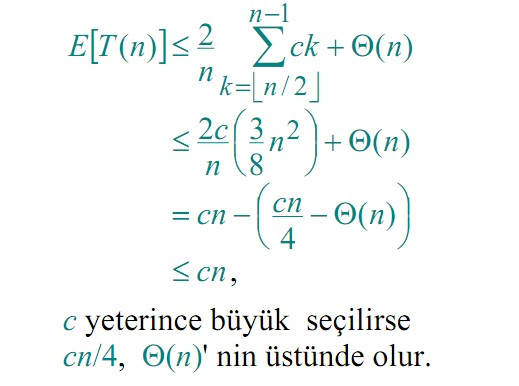 E[T(n)] ≤ 2/n ∑_{k=⌊n/2⌋}^{n−1} ck + Θ(n)
≤ 2c/n (3/8 n²) + Θ(n)
= cn − (cn/4 − Θ(n))
≤ cn,
c yeterince büyük seçilirse
cn/4, Θ(n)' nin üstünde olur.